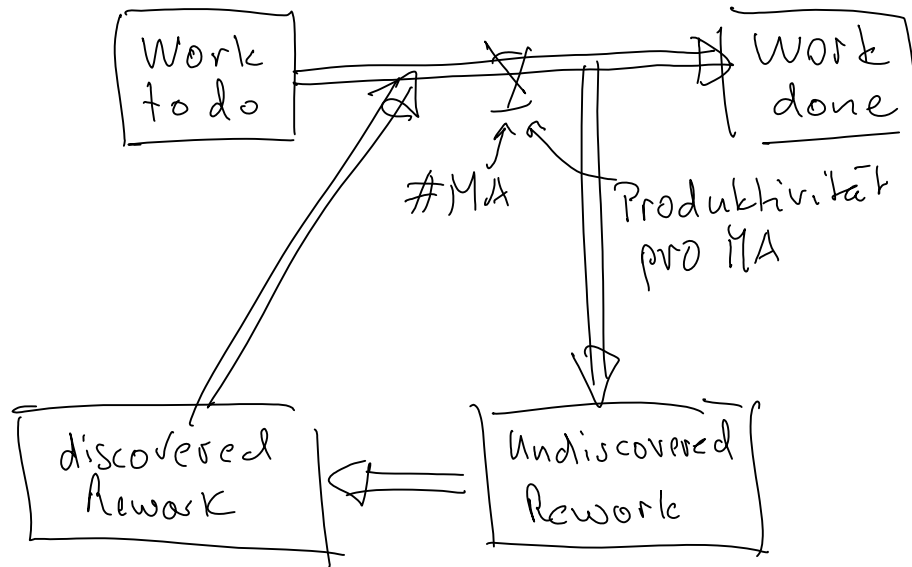 Work
to do
Work
done
#MA
Produktivität
pro MA
discovered
Rework
Undiscovered
Rework